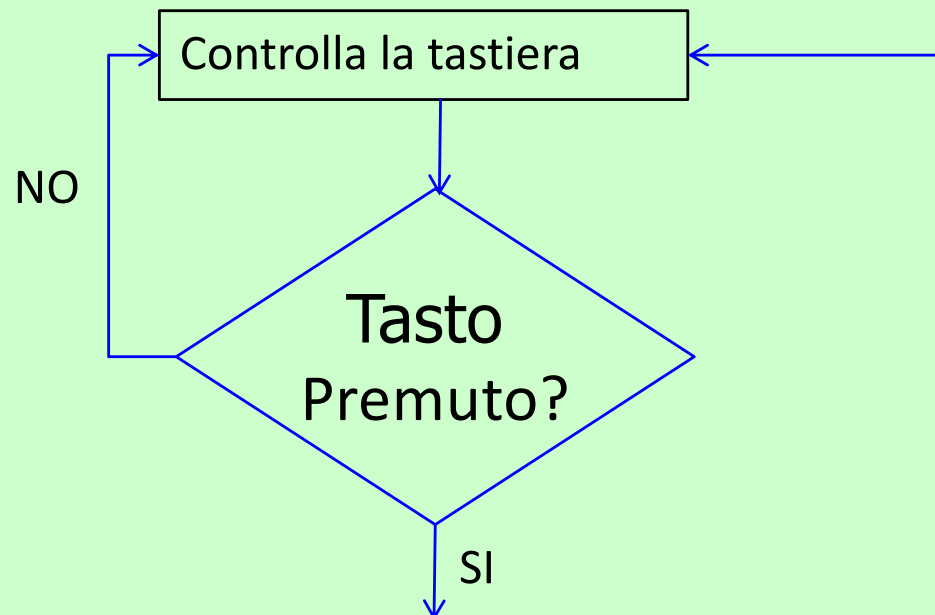 Controlla la tastiera
NO
Tasto
Premuto?
SI